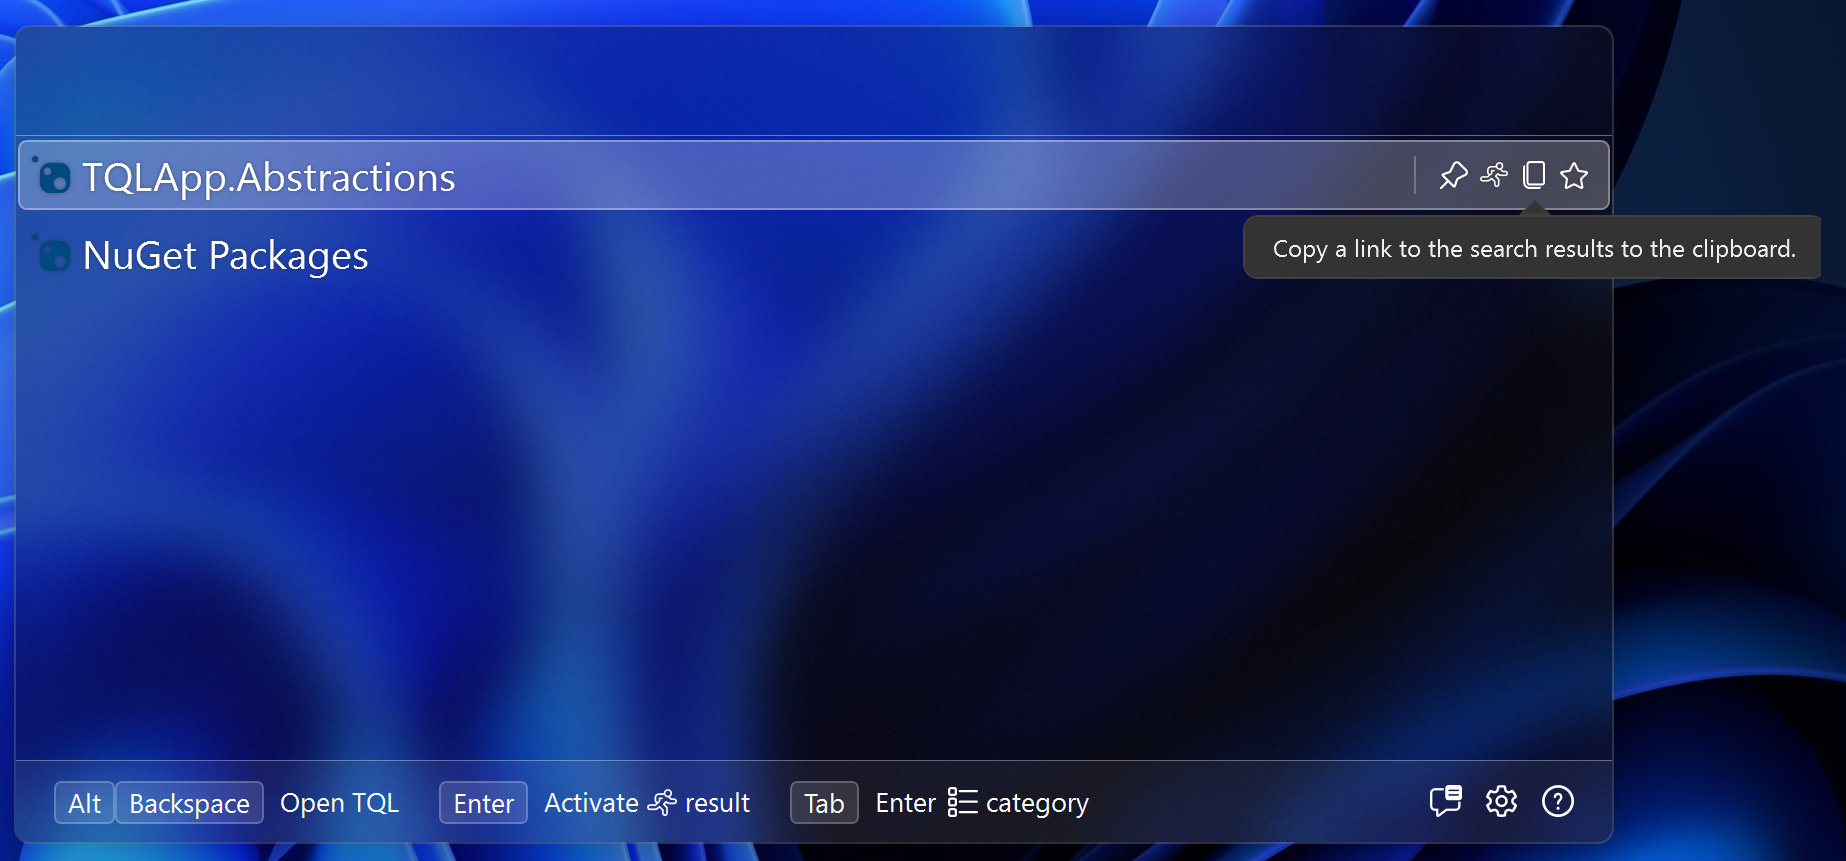 TQLApp.Abstractions
Copy a link to the search results to the clipboard.
NuGet Packages
Alt Backspace Open TQL Enter Activate result Tab Enter category